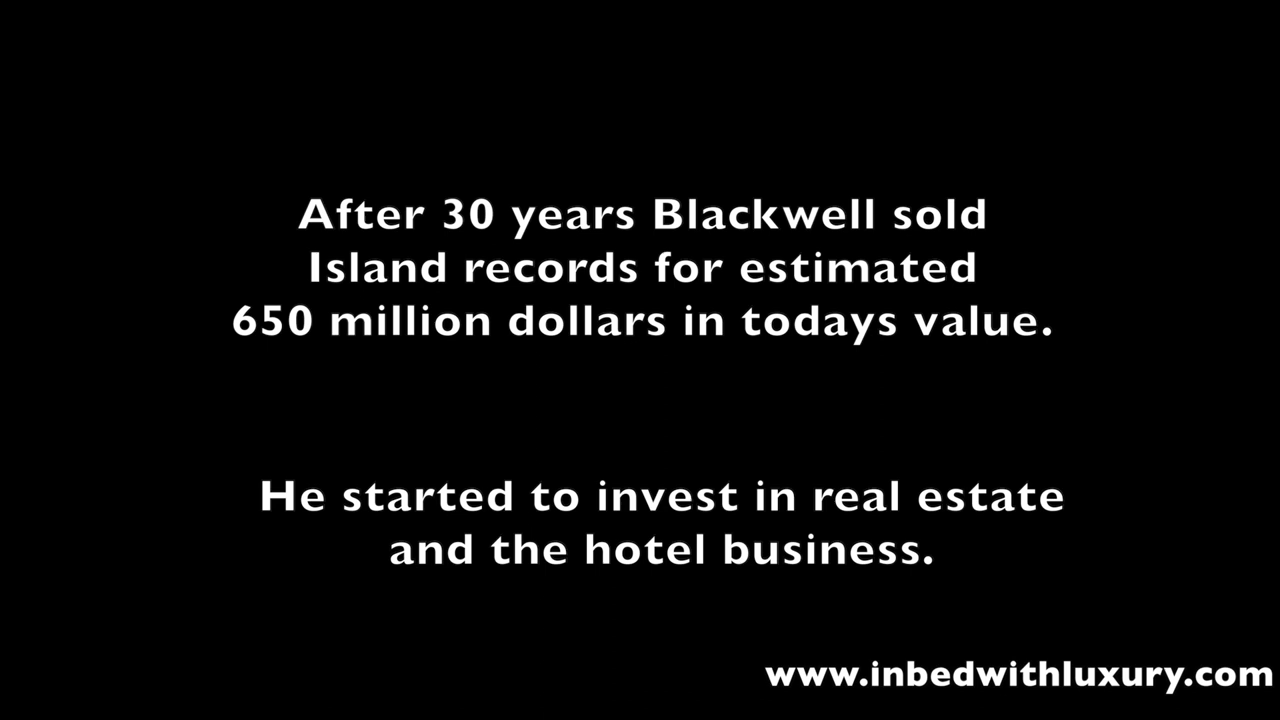 After 30 years Blackwell sold
Island records for estimated
650 million dollars in todays value.
He started to invest in real estate
and the hotel business.
www.inbedwithluxury.com